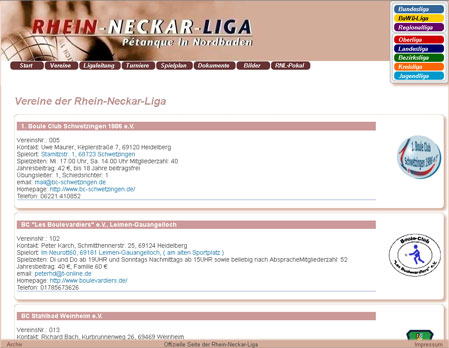 RHEIN-NECKAR-LIGA
Pétanque in Nordbaden
Bundesliga
BaWü-Liga
Regionalliga
Oberliga
Landesliga
Bezirksliga
Kreisliga
Jugendliga
Start Vereine Ligaleitung Turniere Spielplan Dokumente Bilder RNL-Pokal
Vereine der Rhein-Neckar-Liga
1. Boule Club Schwetzingen 1986 e.V.
VereinsNr.: 005
Kontakt: Uwe Maurer, Keplerstraße 7, 69120 Heidelberg
Spielort: Sternitzstr. 1, 68723 Schwetzingen
Spielzeiten: Mi. 17.00 Uhr, Sa. 14.00 Uhr Mitgliederzahl: 40
Jahresbeitrag: 42 €, bis 18 Jahre beitragsfrei
Übungsleiter: 1, Schiedsrichter: 1
email: mail@bc-schwetzingen.de
Homepage: http://www.bc-schwetzingen.de/
Telefon: 06221-410852
1. Boule Club
Schwetzingen 1986 e.V.
BC "Les Boulevardiers" e.V., Leimen-Gauangelloch
VereinsNr.: 102
Kontakt: Peter Karch, Schmitthennerstr. 25, 69124 Heidelberg
Spielort: Im Neurott60, 69181 Leimen-Gauangelloch, ( am alten Sportplatz )
Spielzeiten: Di und Do ab 19UHR und Sonntags Nachmittags ab 15UHR sowie beliebig nach AbspracheMitgliederzahl: 52
Jahresbeitrag: 40 €, Familie 60 €
email: peterhd@t-online.de
Homepage: http://www.boulevardiers.de/
Telefon: 01785673626
Boule-Club
"Les Boulevardiers" e.V.
BC Stahlbad Weinheim e.V.
VereinsNr.: 013
Kontakt: Richard Bach, Kurbrunnenweg 30, 69469 Weinheim
Archiv Offizielle Seite der Rhein-Neckar-Liga Impressum